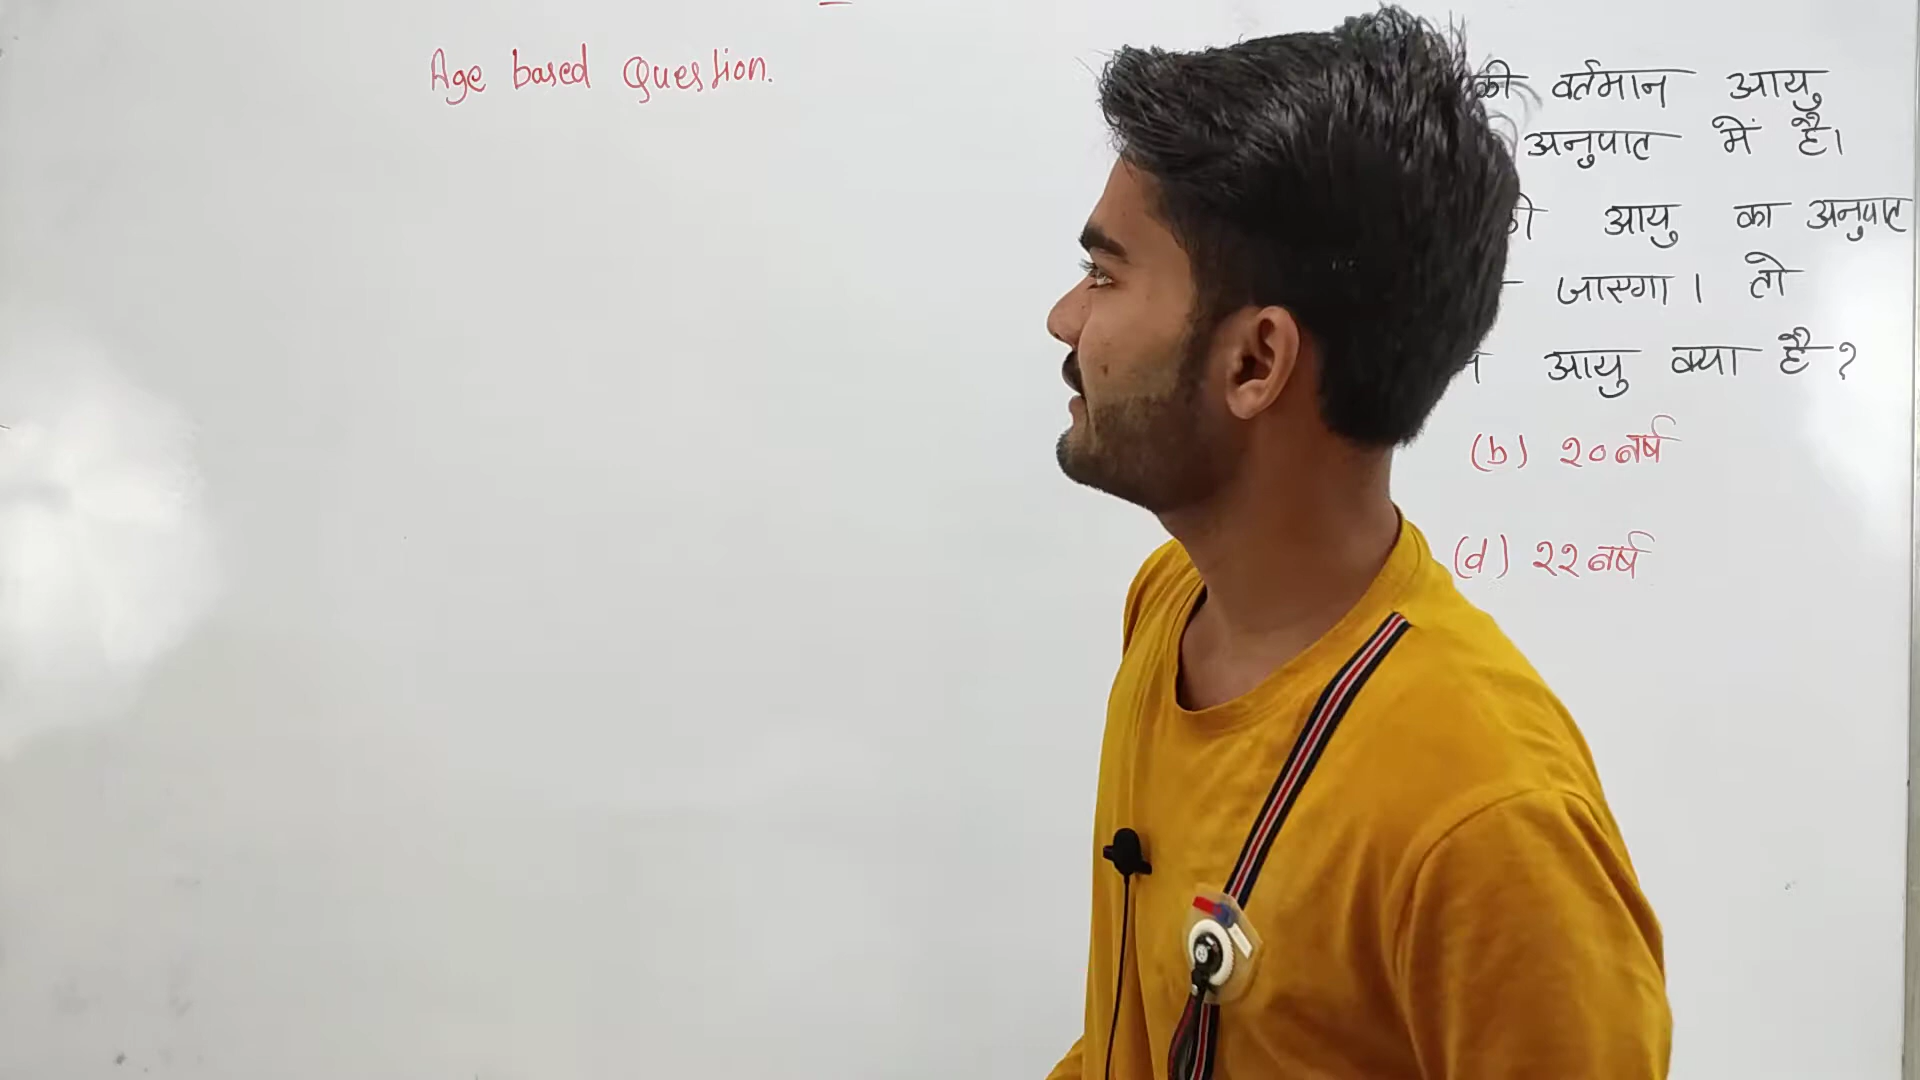 Age based Question.
की वर्तमान आयु
अनुपात में है।
की आयु का अनुपात
जाएगा। तो
आयु क्या है?
(b) २० वर्ष
(d) २२ वर्ष